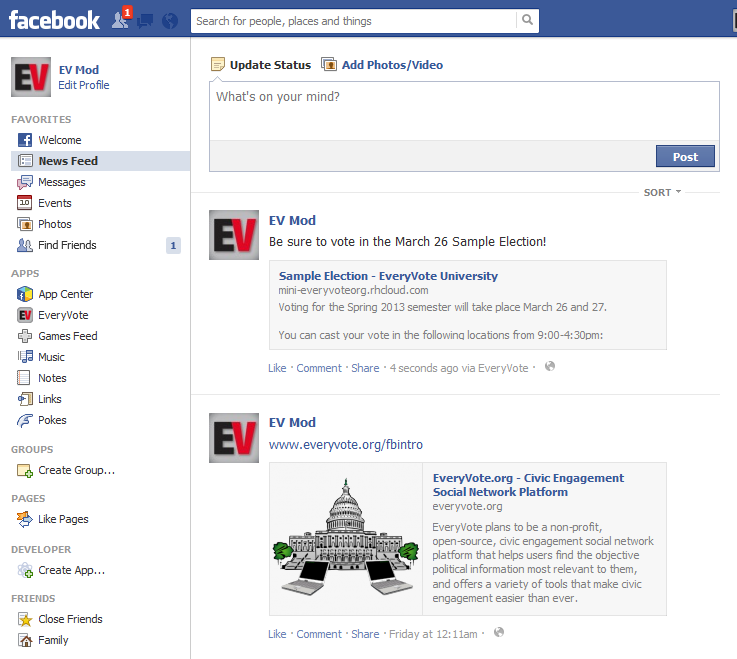 facebook
1
Search for people, places and things
EV
EV Mod
Edit Profile
FAVORITES
Welcome
News Feed
Messages
10
Events
Photos
Find Friends 1
APPS
App Center
EV
EveryVote
Games Feed
Music
Notes
Links
Pokes
GROUPS
Create Group...
PAGES
Like Pages
DEVELOPER
Create App...
FRIENDS
Close Friends
Family
Update Status Add Photos/Video
What's on your mind?
Post
SORT
EV
EV Mod
Be sure to vote in the March 26 Sample Election!
Sample Election - EveryVote University
mini-everyvoteorg.rhcloud.com
Voting for the Spring 2013 semester will take place March 26 and 27.
You can cast your vote in the following locations from 9:00-4:30pm:
Like · Comment · Share · 4 seconds ago via EveryVote ·
EV
EV Mod
www.everyvote.org/fbintro
EveryVote.org - Civic Engagement
Social Network Platform
everyvote.org
EveryVote plans to be a non-profit,
open-source, civic engagement social network
platform that helps users find the objective
political information most relevant to them,
and offers a variety of tools that make civic
engagement easier than ever.
Like · Comment · Share · Friday at 12:11am ·